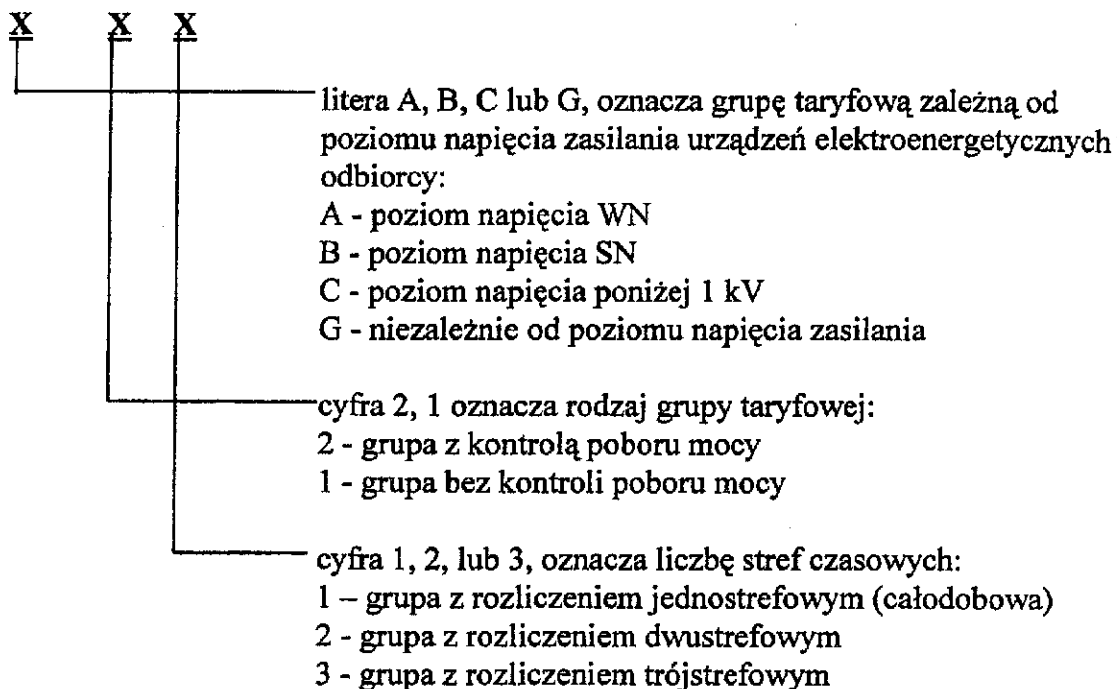 X X X
litera A, B, C lub G, oznacza grupę taryfową zależną od
poziomu napięcia zasilania urządzeń elektroenergetycznych
odbiorcy:
A - poziom napięcia WN
B - poziom napięcia SN
C - poziom napięcia poniżej 1 kV
G - niezależnie od poziomu napięcia zasilania
cyfra 2, 1 oznacza rodzaj grupy taryfowej:
2 - grupa z kontrolą poboru mocy
1 - grupa bez kontroli poboru mocy
cyfra 1, 2, lub 3, oznacza liczbę stref czasowych:
1 – grupa z rozliczeniem jednostrefowym (całodobowa)
2 - grupa z rozliczeniem dwustrefowym
3 - grupa z rozliczeniem trójstrefowym